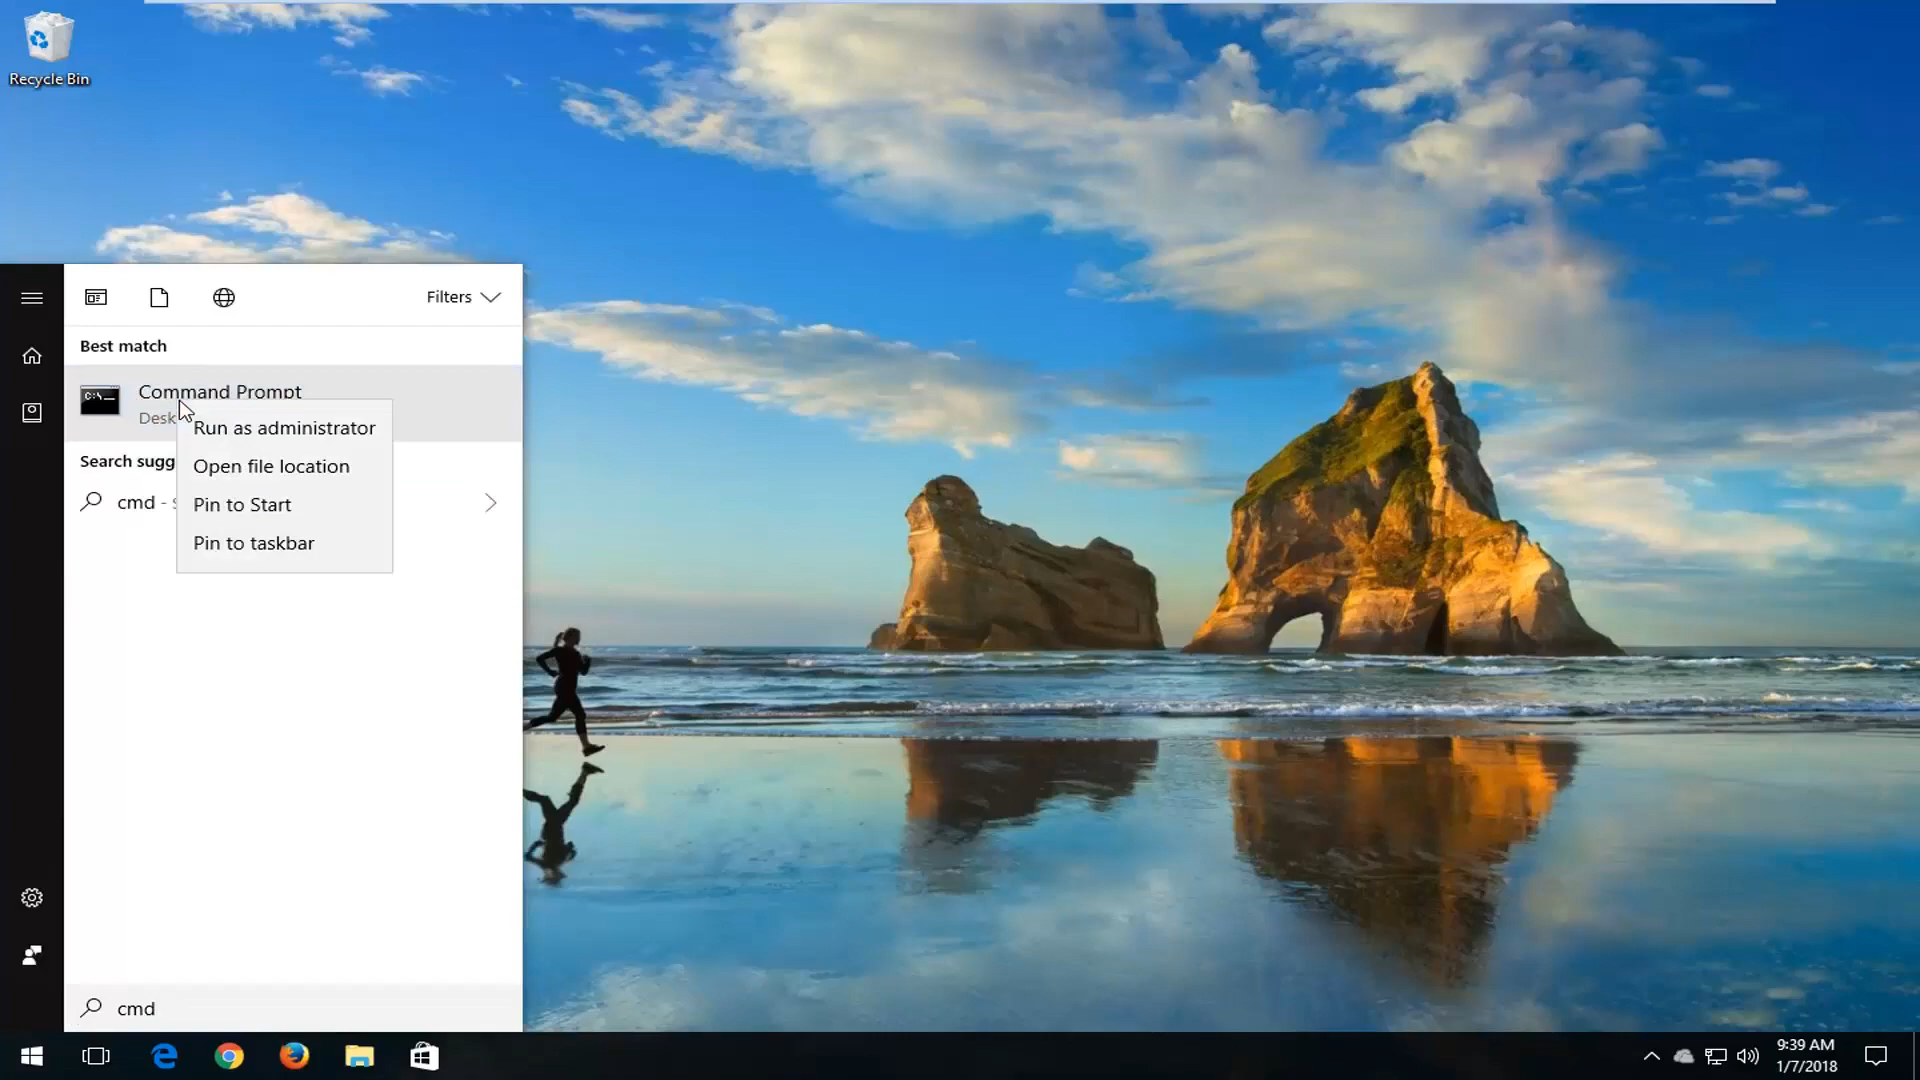 Recycle Bin
Filters
Best match
Command Prompt
Desk
Run as administrator
Search sugg
Open file location
cmd -
Pin to Start
Pin to taskbar
cmd
9:39 AM
1/7/2018